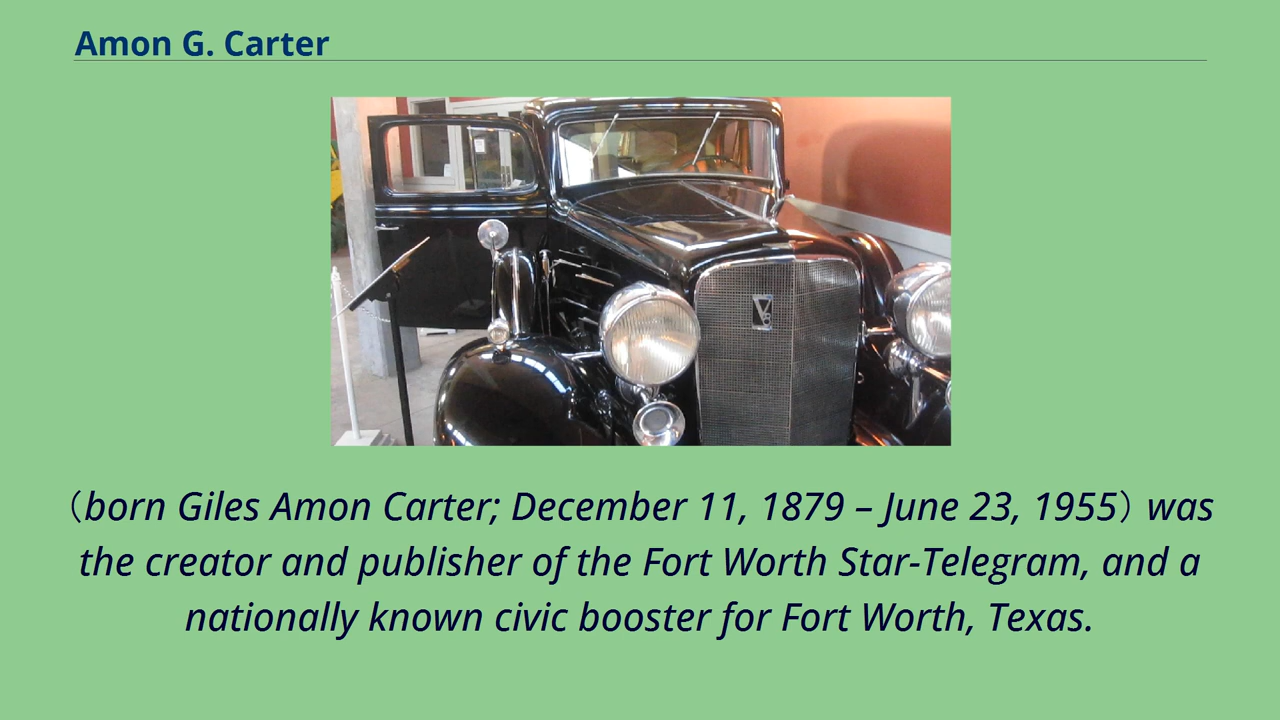 Amon G. Carter
V8
（born Giles Amon Carter; December 11, 1879 – June 23, 1955）was
the creator and publisher of the Fort Worth Star-Telegram, and a
nationally known civic booster for Fort Worth, Texas.